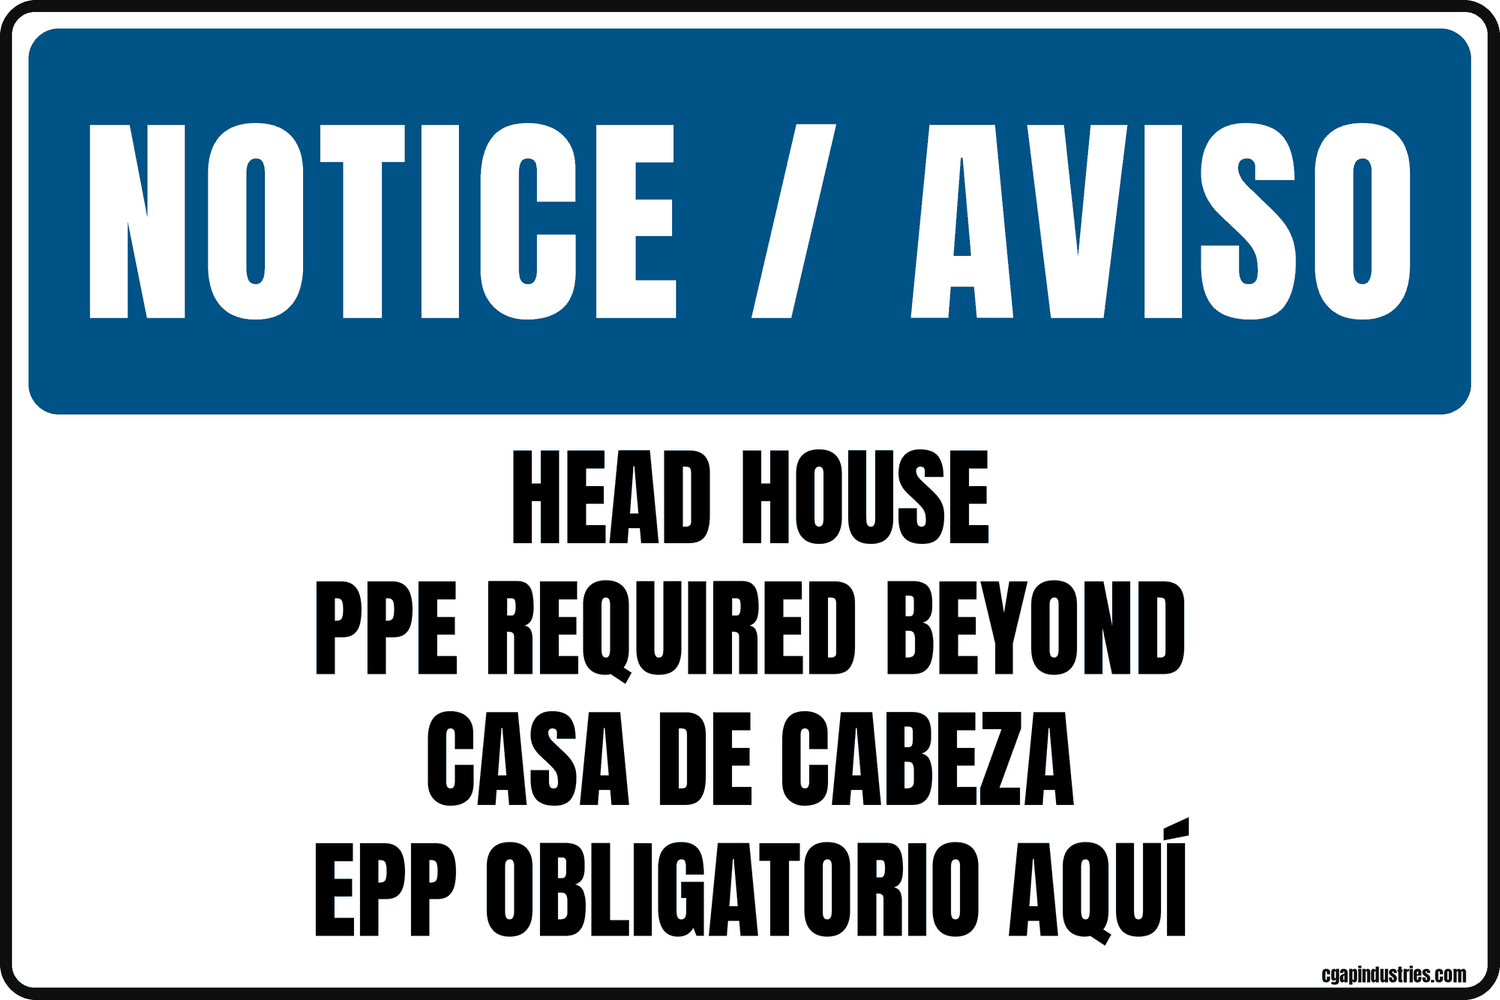 NOTICE / AVISO
HEAD HOUSE
PPE REQUIRED BEYOND
CASA DE CABEZA
EPP OBLIGATORIO AQUÍ
cgapindustries.com